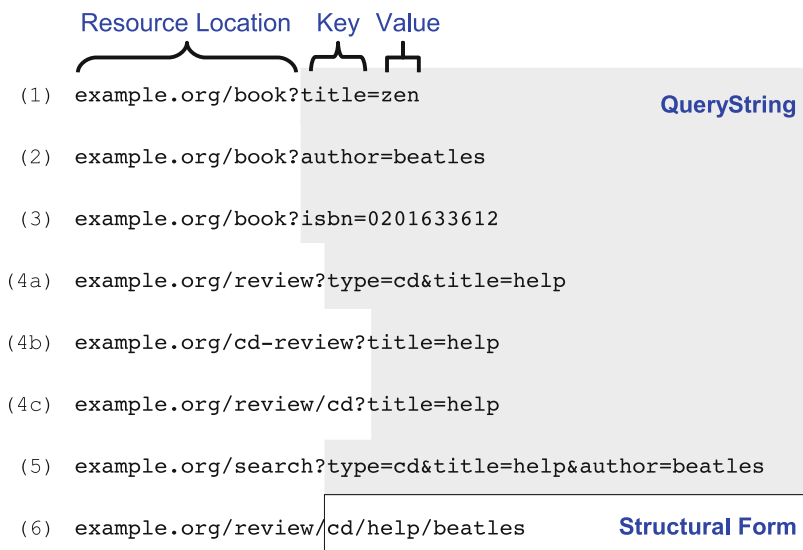 Resource Location Key Value
(1) example.org/book?title=zen QueryString
(2) example.org/book?author=beatles
(3) example.org/book?isbn=0201633612
(4a) example.org/review?type=cd&title=help
(4b) example.org/cd-review?title=help
(4c) example.org/review/cd?title=help
(5) example.org/search?type=cd&title=help&author=beatles
(6) example.org/review/cd/help/beatles Structural Form